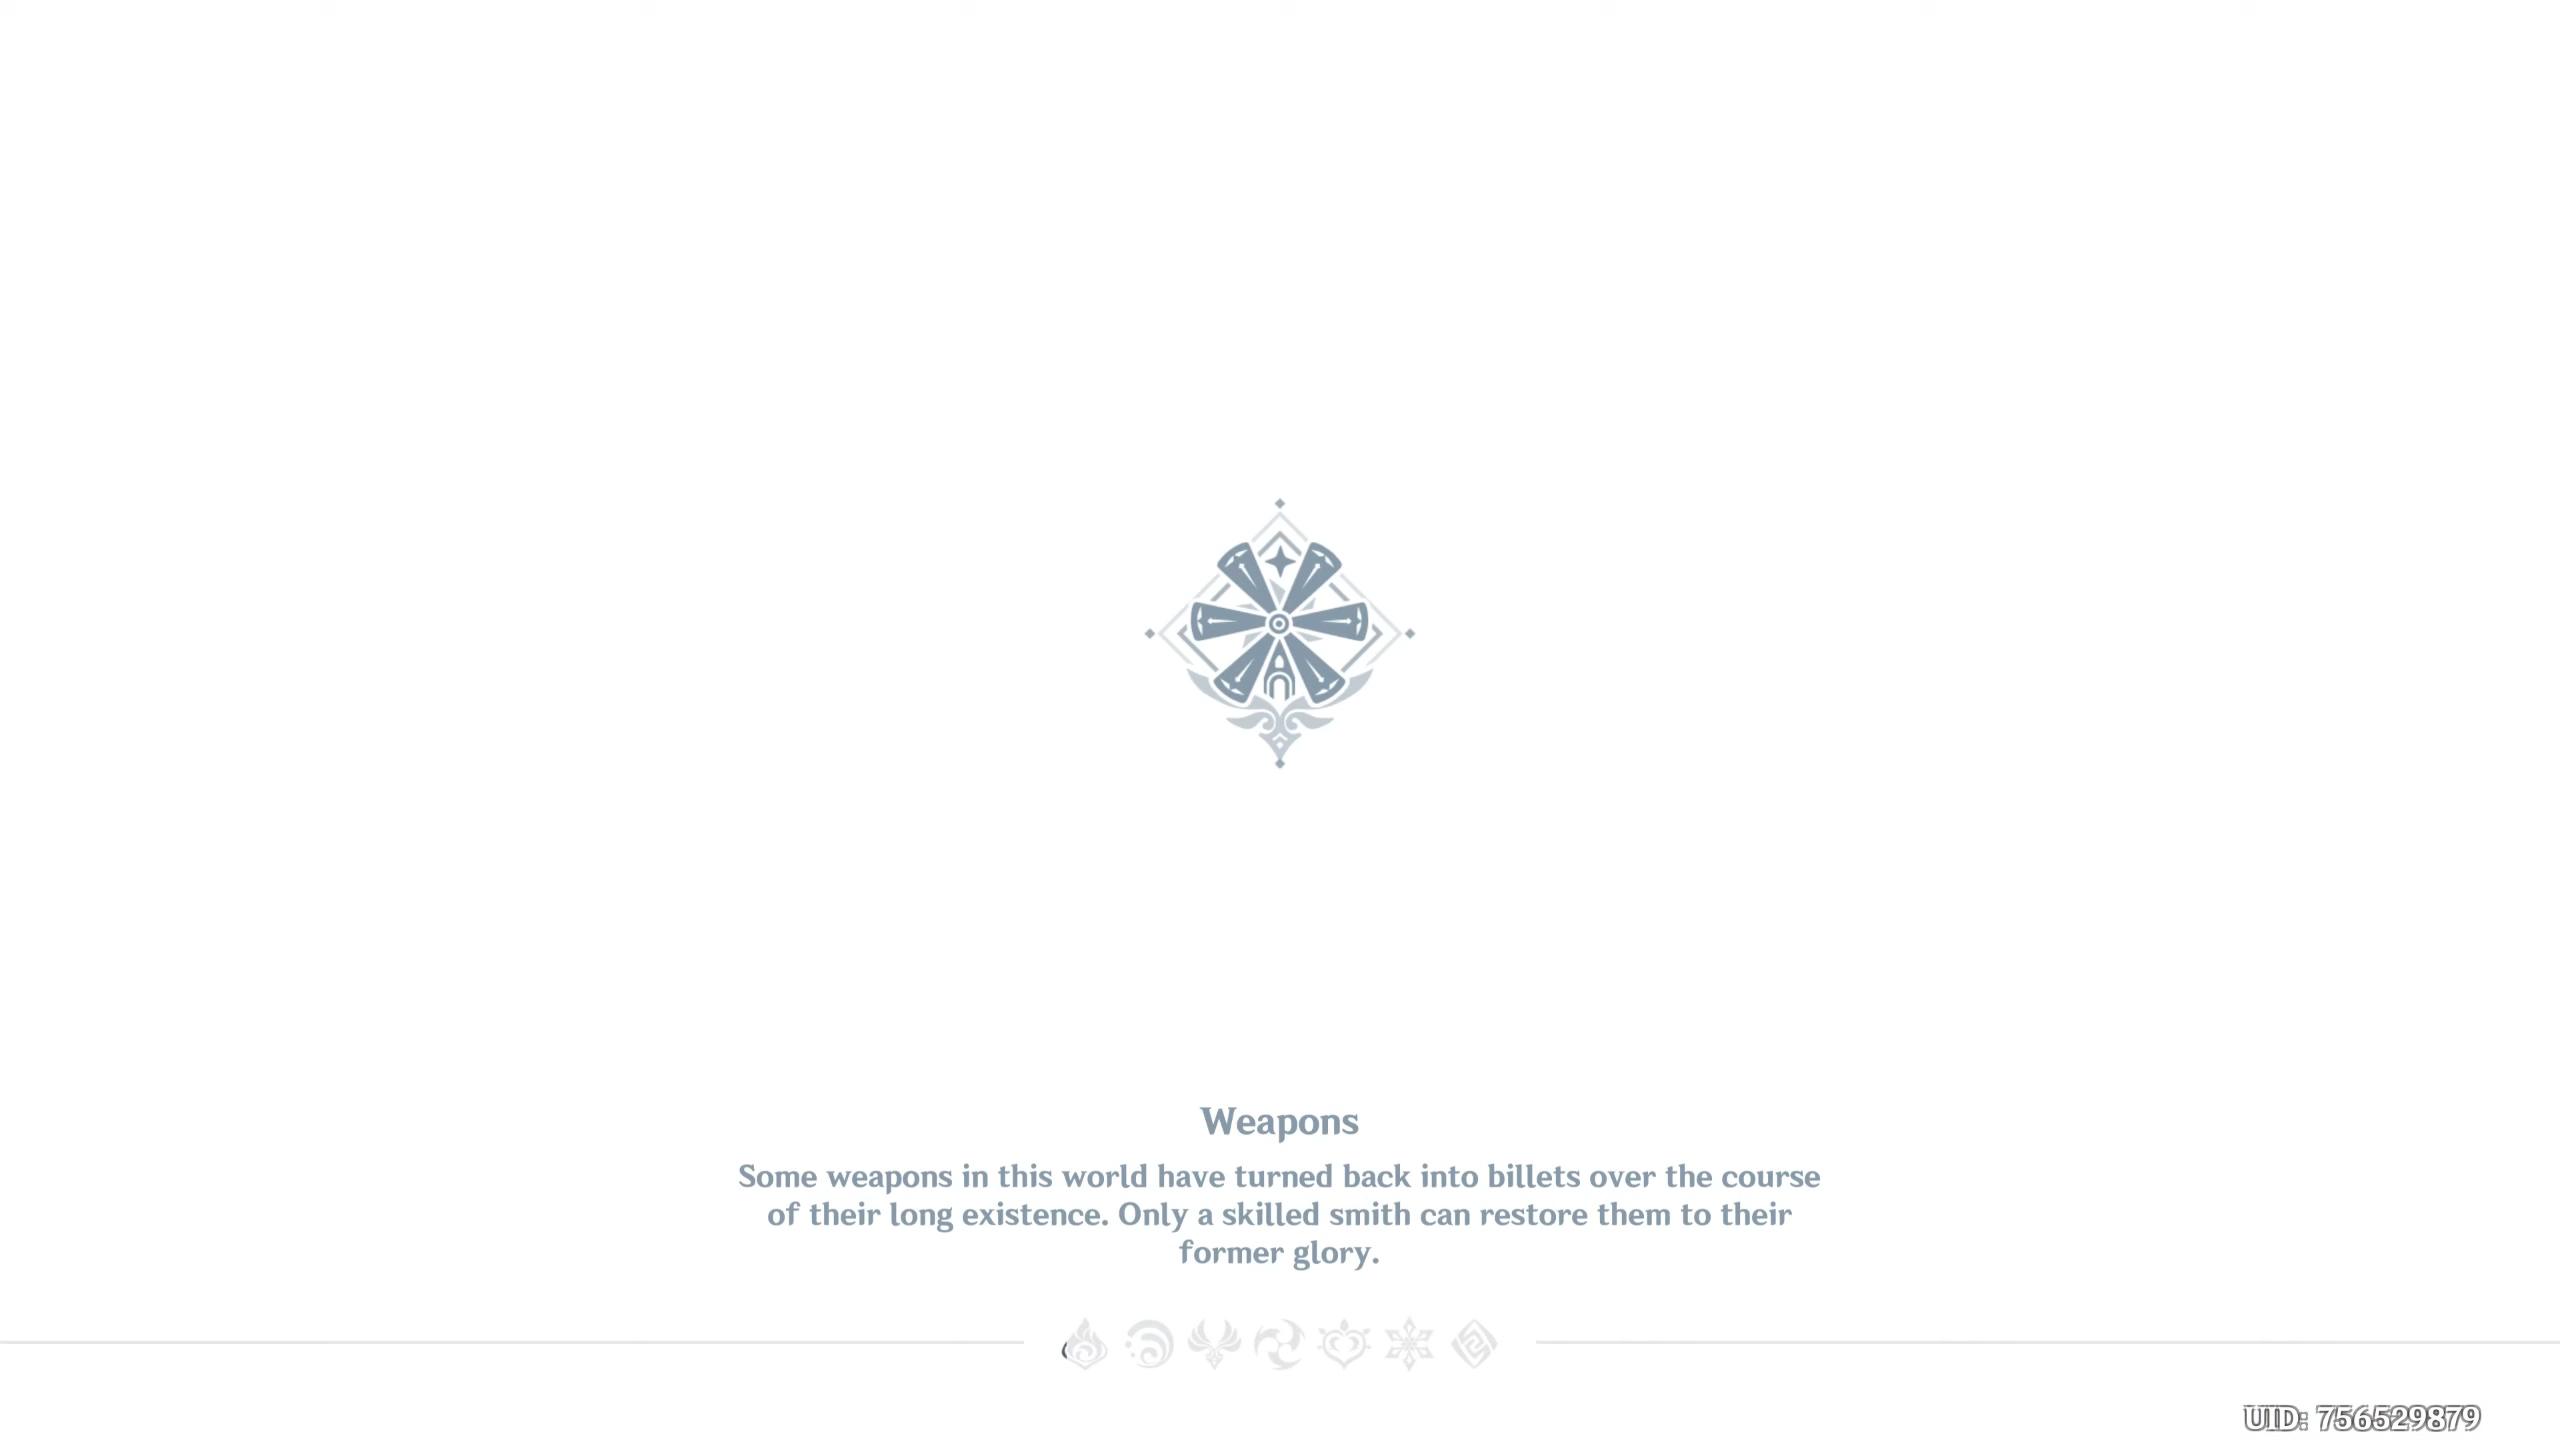 Weapons
Some weapons in this world have turned back into billets over the course
of their long existence. Only a skilled smith can restore them to their
former glory.
UID: 756529879